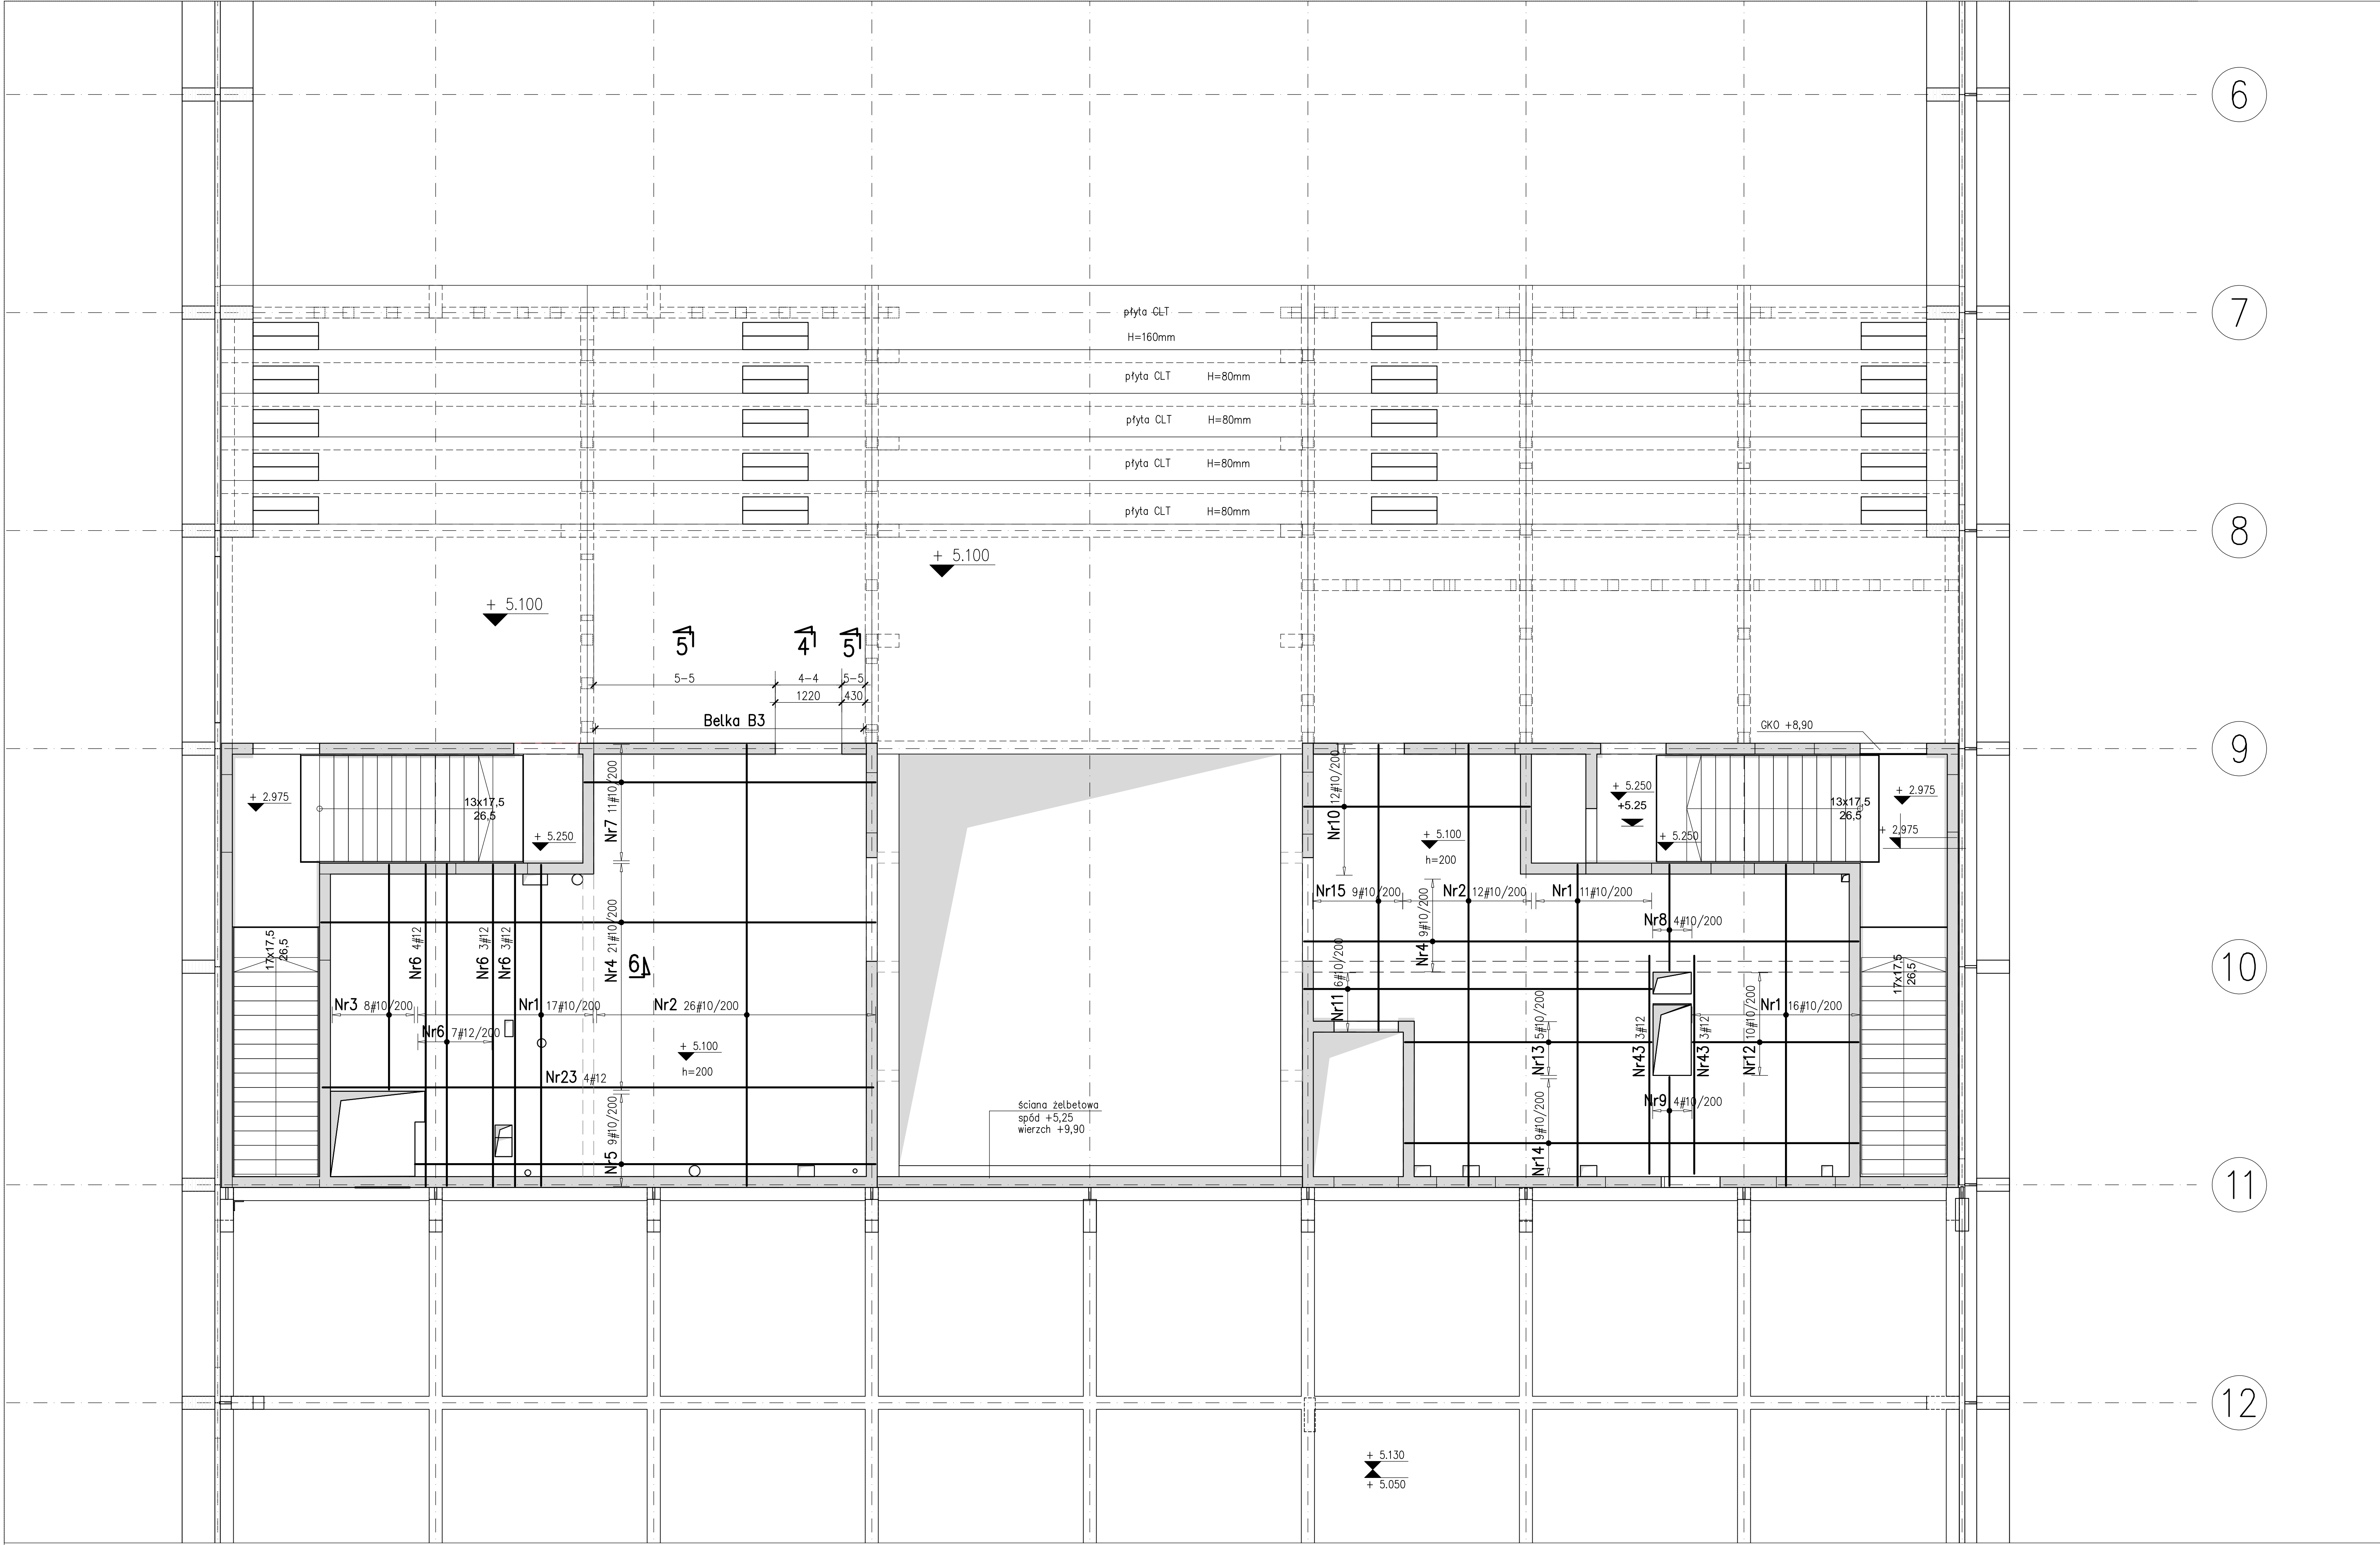 6
7
płyta CLT
H=160mm
płyta CLT H=80mm
płyta CLT H=80mm
płyta CLT H=80mm
płyta CLT H=80mm
8
+ 5.100
+ 5.100
5
4
5
5-5
4-4
5-5
1220
430
Belka B3
GKO +8,90
9
+ 2.975
13x17,5
26,5
+ 5.250
Nr7 11#10/200
Nr10 12#10/200
+ 5.100
h=200
+ 5.250
+5.25
+ 5.250
13x17,5
26,5
+ 2.975
+ 2,975
Nr15 9#10/200
Nr2 12#10/200
Nr1 11#10/200
Nr8 4#10/200
Nr4 9#10/200
17x17,5
26,5
Nr6 4#12
Nr6 3#12
Nr6 3#12
Nr4 21#10/200
6
10
17x17,5
26,5
Nr3 8#10/200
Nr1 17#10/200
Nr2 26#10/200
Nr6 7#12/200
Nr11 6#10/200
Nr1 16#10/200
Nr13 5#10/200
Nr43 3#12
Nr43 3#12
Nr12 10#10/200
+ 5.100
h=200
Nr23 4#12
Nr5 9#10/200
ściana żelbetowa
spód +5,25
wierzch +9,90
Nr9 4#10/200
Nr14 9#10/200
11
12
+ 5.130
+ 5.050